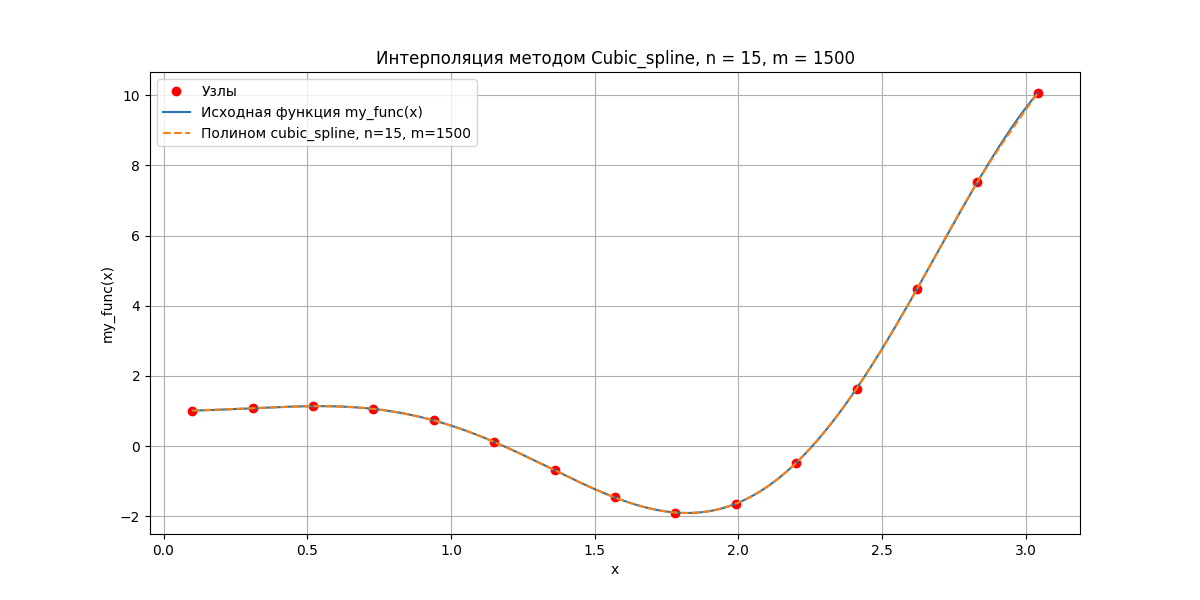 Интерполяция методом Cubic_spline, n = 15, m = 1500
Узлы
Исходная функция my_func(x)
Полином cubic_spline, n=15, m=1500
my_func(x)
10
8
6
4
2
0
−2
0.0 0.5 1.0 1.5 2.0 2.5 3.0
x